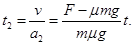 t₂ = v/a₂ = (F − μmg)/(mμg) t.